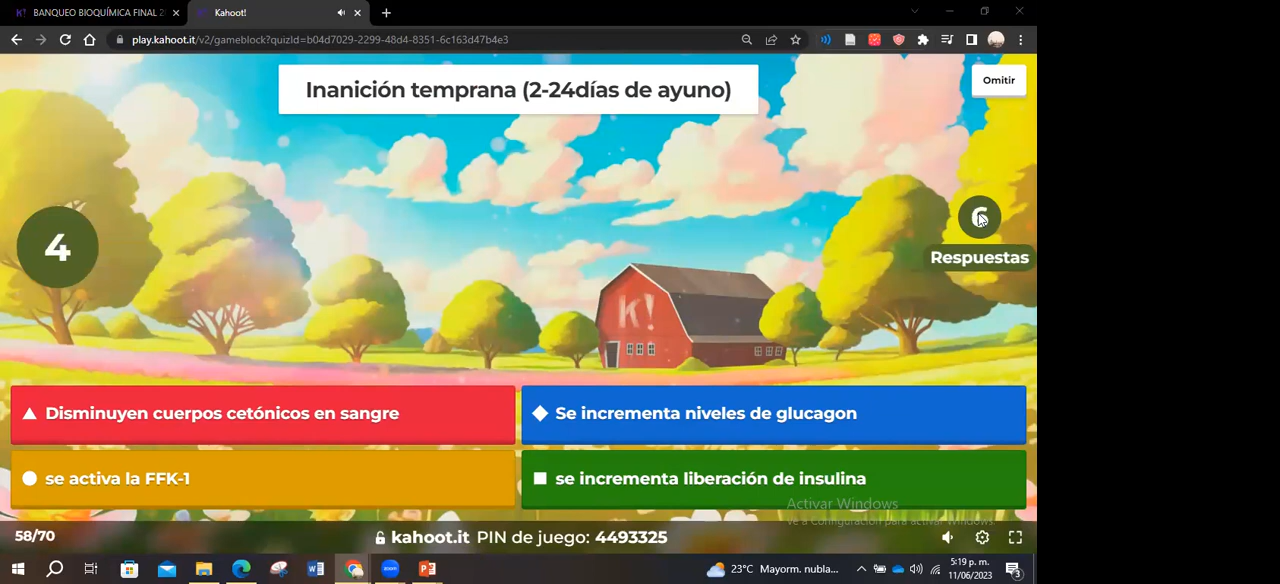 BANQUEO BIOQUÍMICA FINAL 2
Kahoot!
play.kahoot.it/v2/gameblock?quizId=b04d7029-2299-48d4-8351-6c163d47b4e3
Inanición temprana (2-24días de ayuno)
Omitir
4
6
Respuestas
K!
Disminuyen cuerpos cetónicos en sangre
Se incrementa niveles de glucagon
se activa la FFK-1
se incrementa liberación de insulina
Activar Windows
Ve a Configuración para activar Windows.
58/70
kahoot.it PIN de juego: 4493325
23°C Mayorm. nubla...
5:19 p. m.
11/06/2023
3